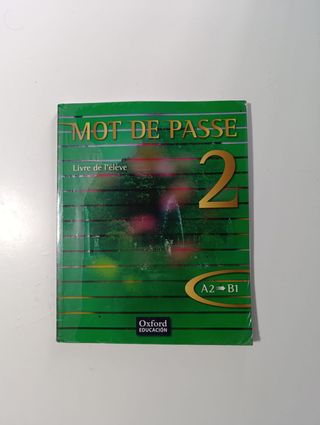 MOT DE PASSE
2
Livre de l'élève
A2 ➠ B1
Oxford
EDUCACIÓN